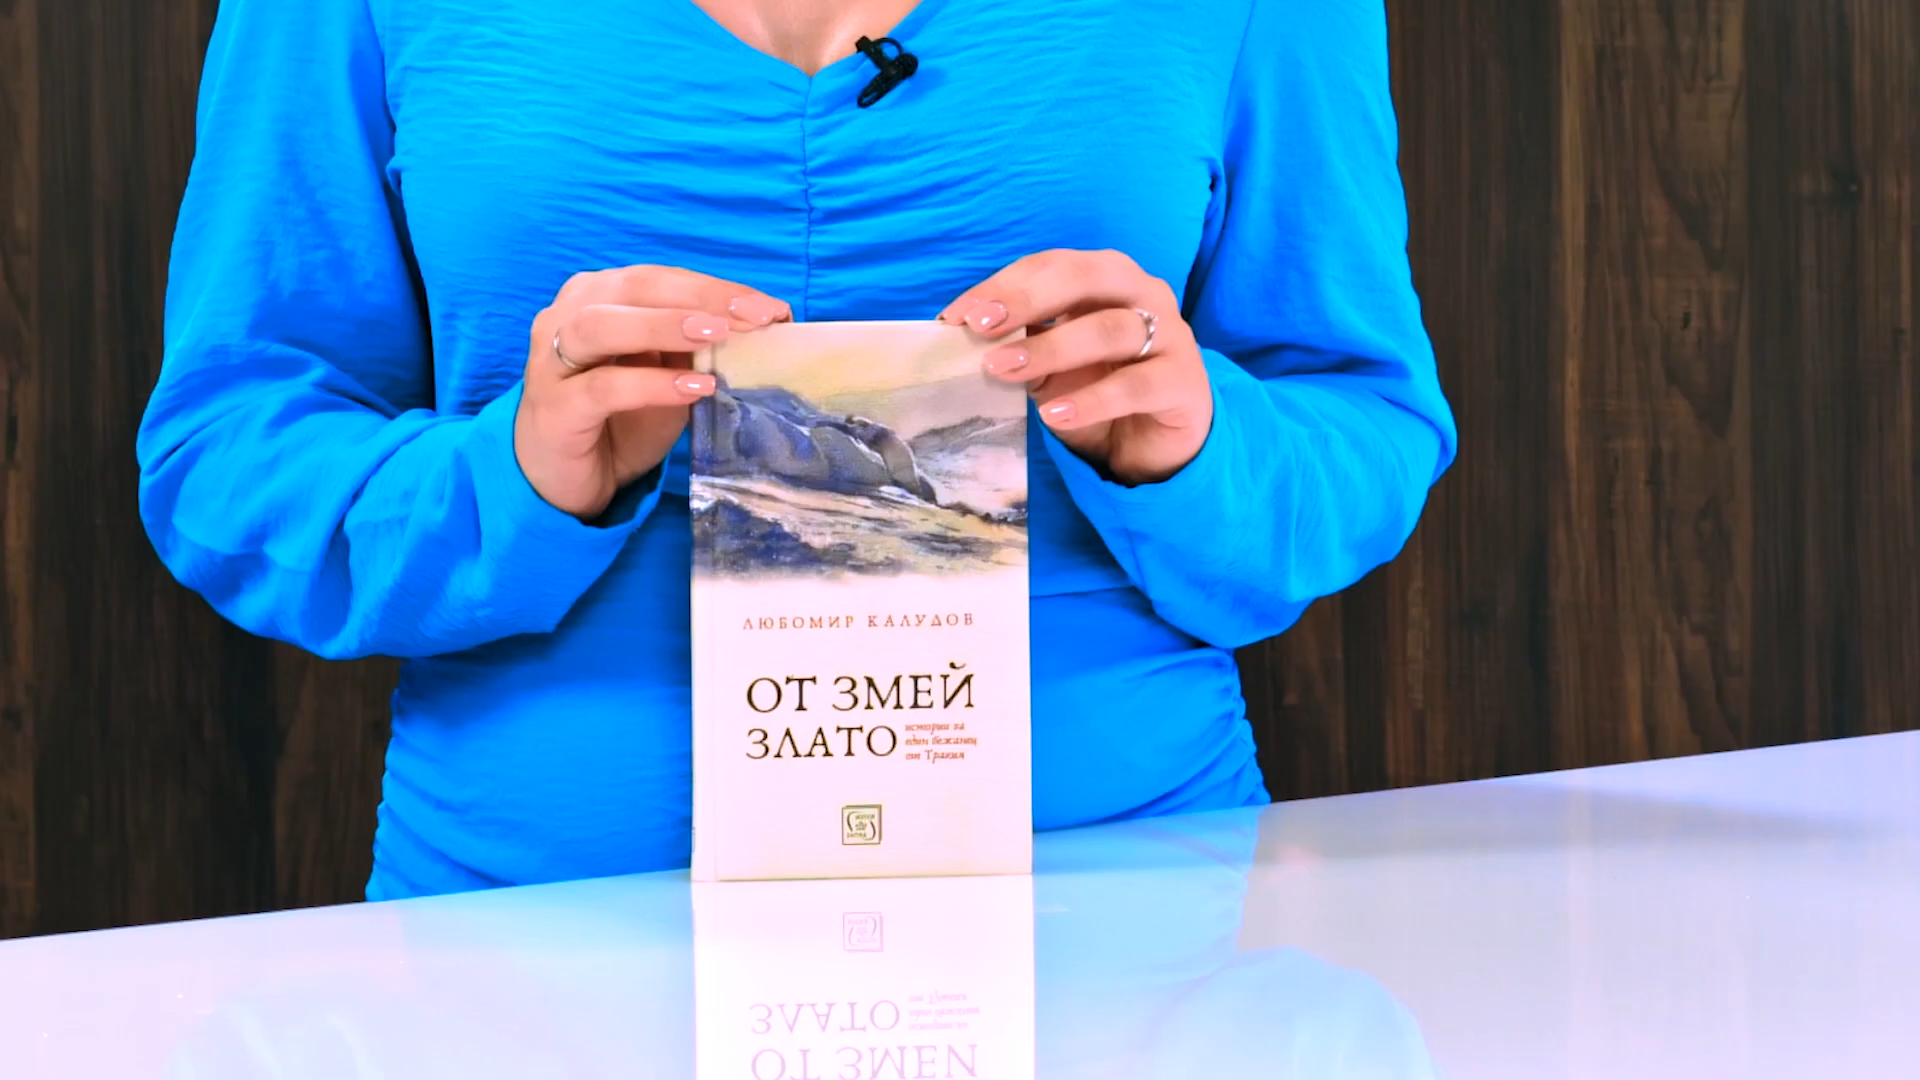 ЛЮБОМИР КАЛУДОВ
ОТ ЗМЕЙ
ЗЛАТО
истории за
един бежанец
от Тракия